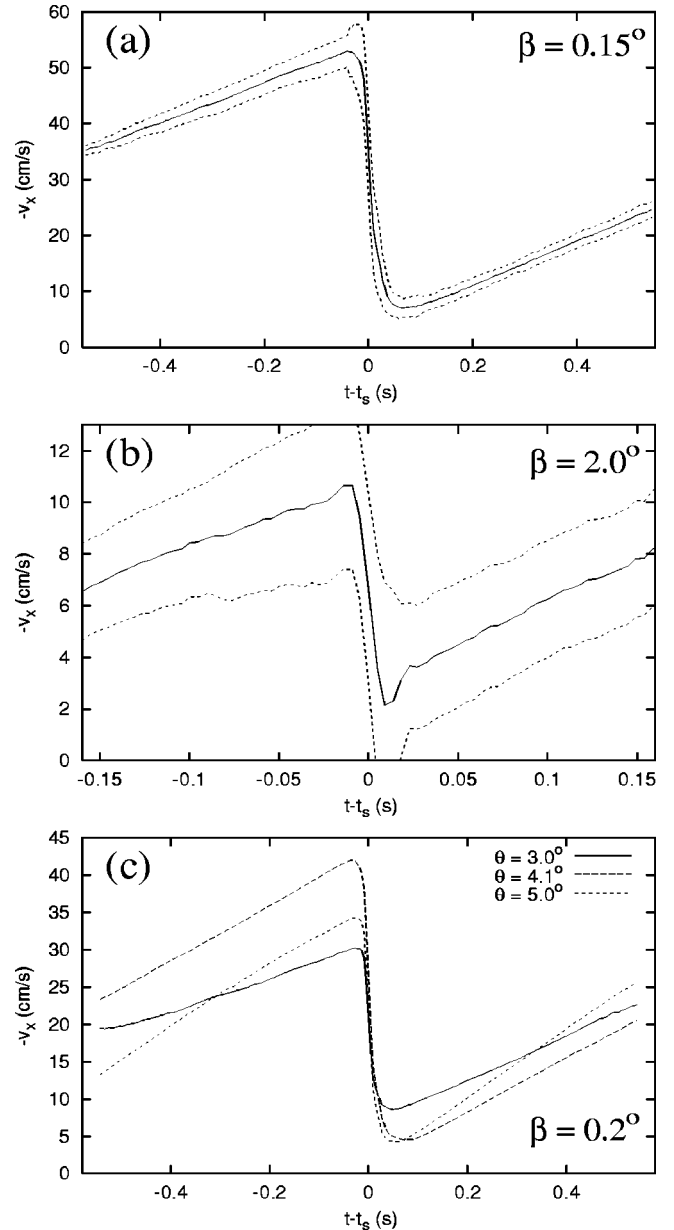 (a)
β = 0.15°
-vₓ (cm/s)
60
50
40
30
20
10
0
-0.4 -0.2 0 0.2 0.4
t-tₛ (s)
(b)
β = 2.0°
-vₓ (cm/s)
12
10
8
6
4
2
0
-0.15 -0.1 -0.05 0 0.05 0.1 0.15
t-tₛ (s)
(c)
θ = 3.0°
θ = 4.1°
θ = 5.0°
-vₓ (cm/s)
45
40
35
30
25
20
15
10
5
0
β = 0.2°
-0.4 -0.2 0 0.2 0.4
t-tₛ (s)